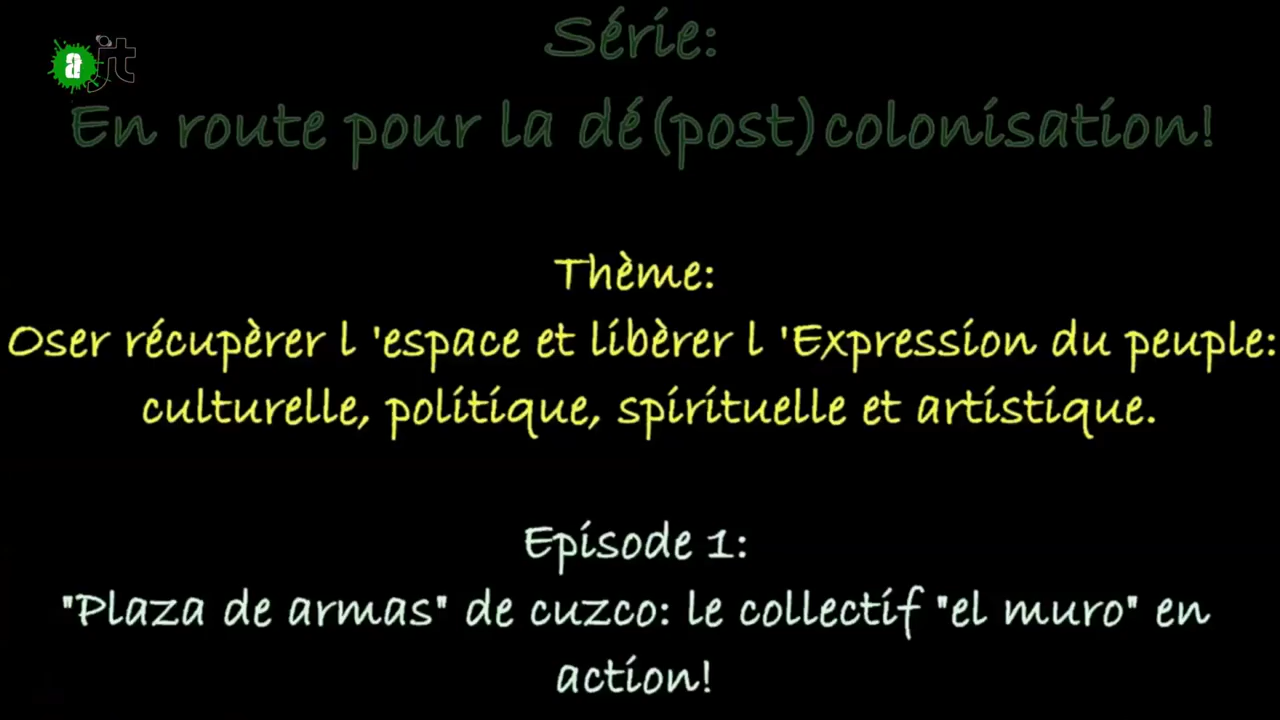 a jt
Série:
En route pour la dé(post)colonisation!
Thème:
Oser récupèrer l 'espace et libèrer l 'Expression du peuple:
culturelle, politique, spirituelle et artistique.
Episode 1:
"Plaza de armas" de cuzco: le collectif "el muro" en
action!